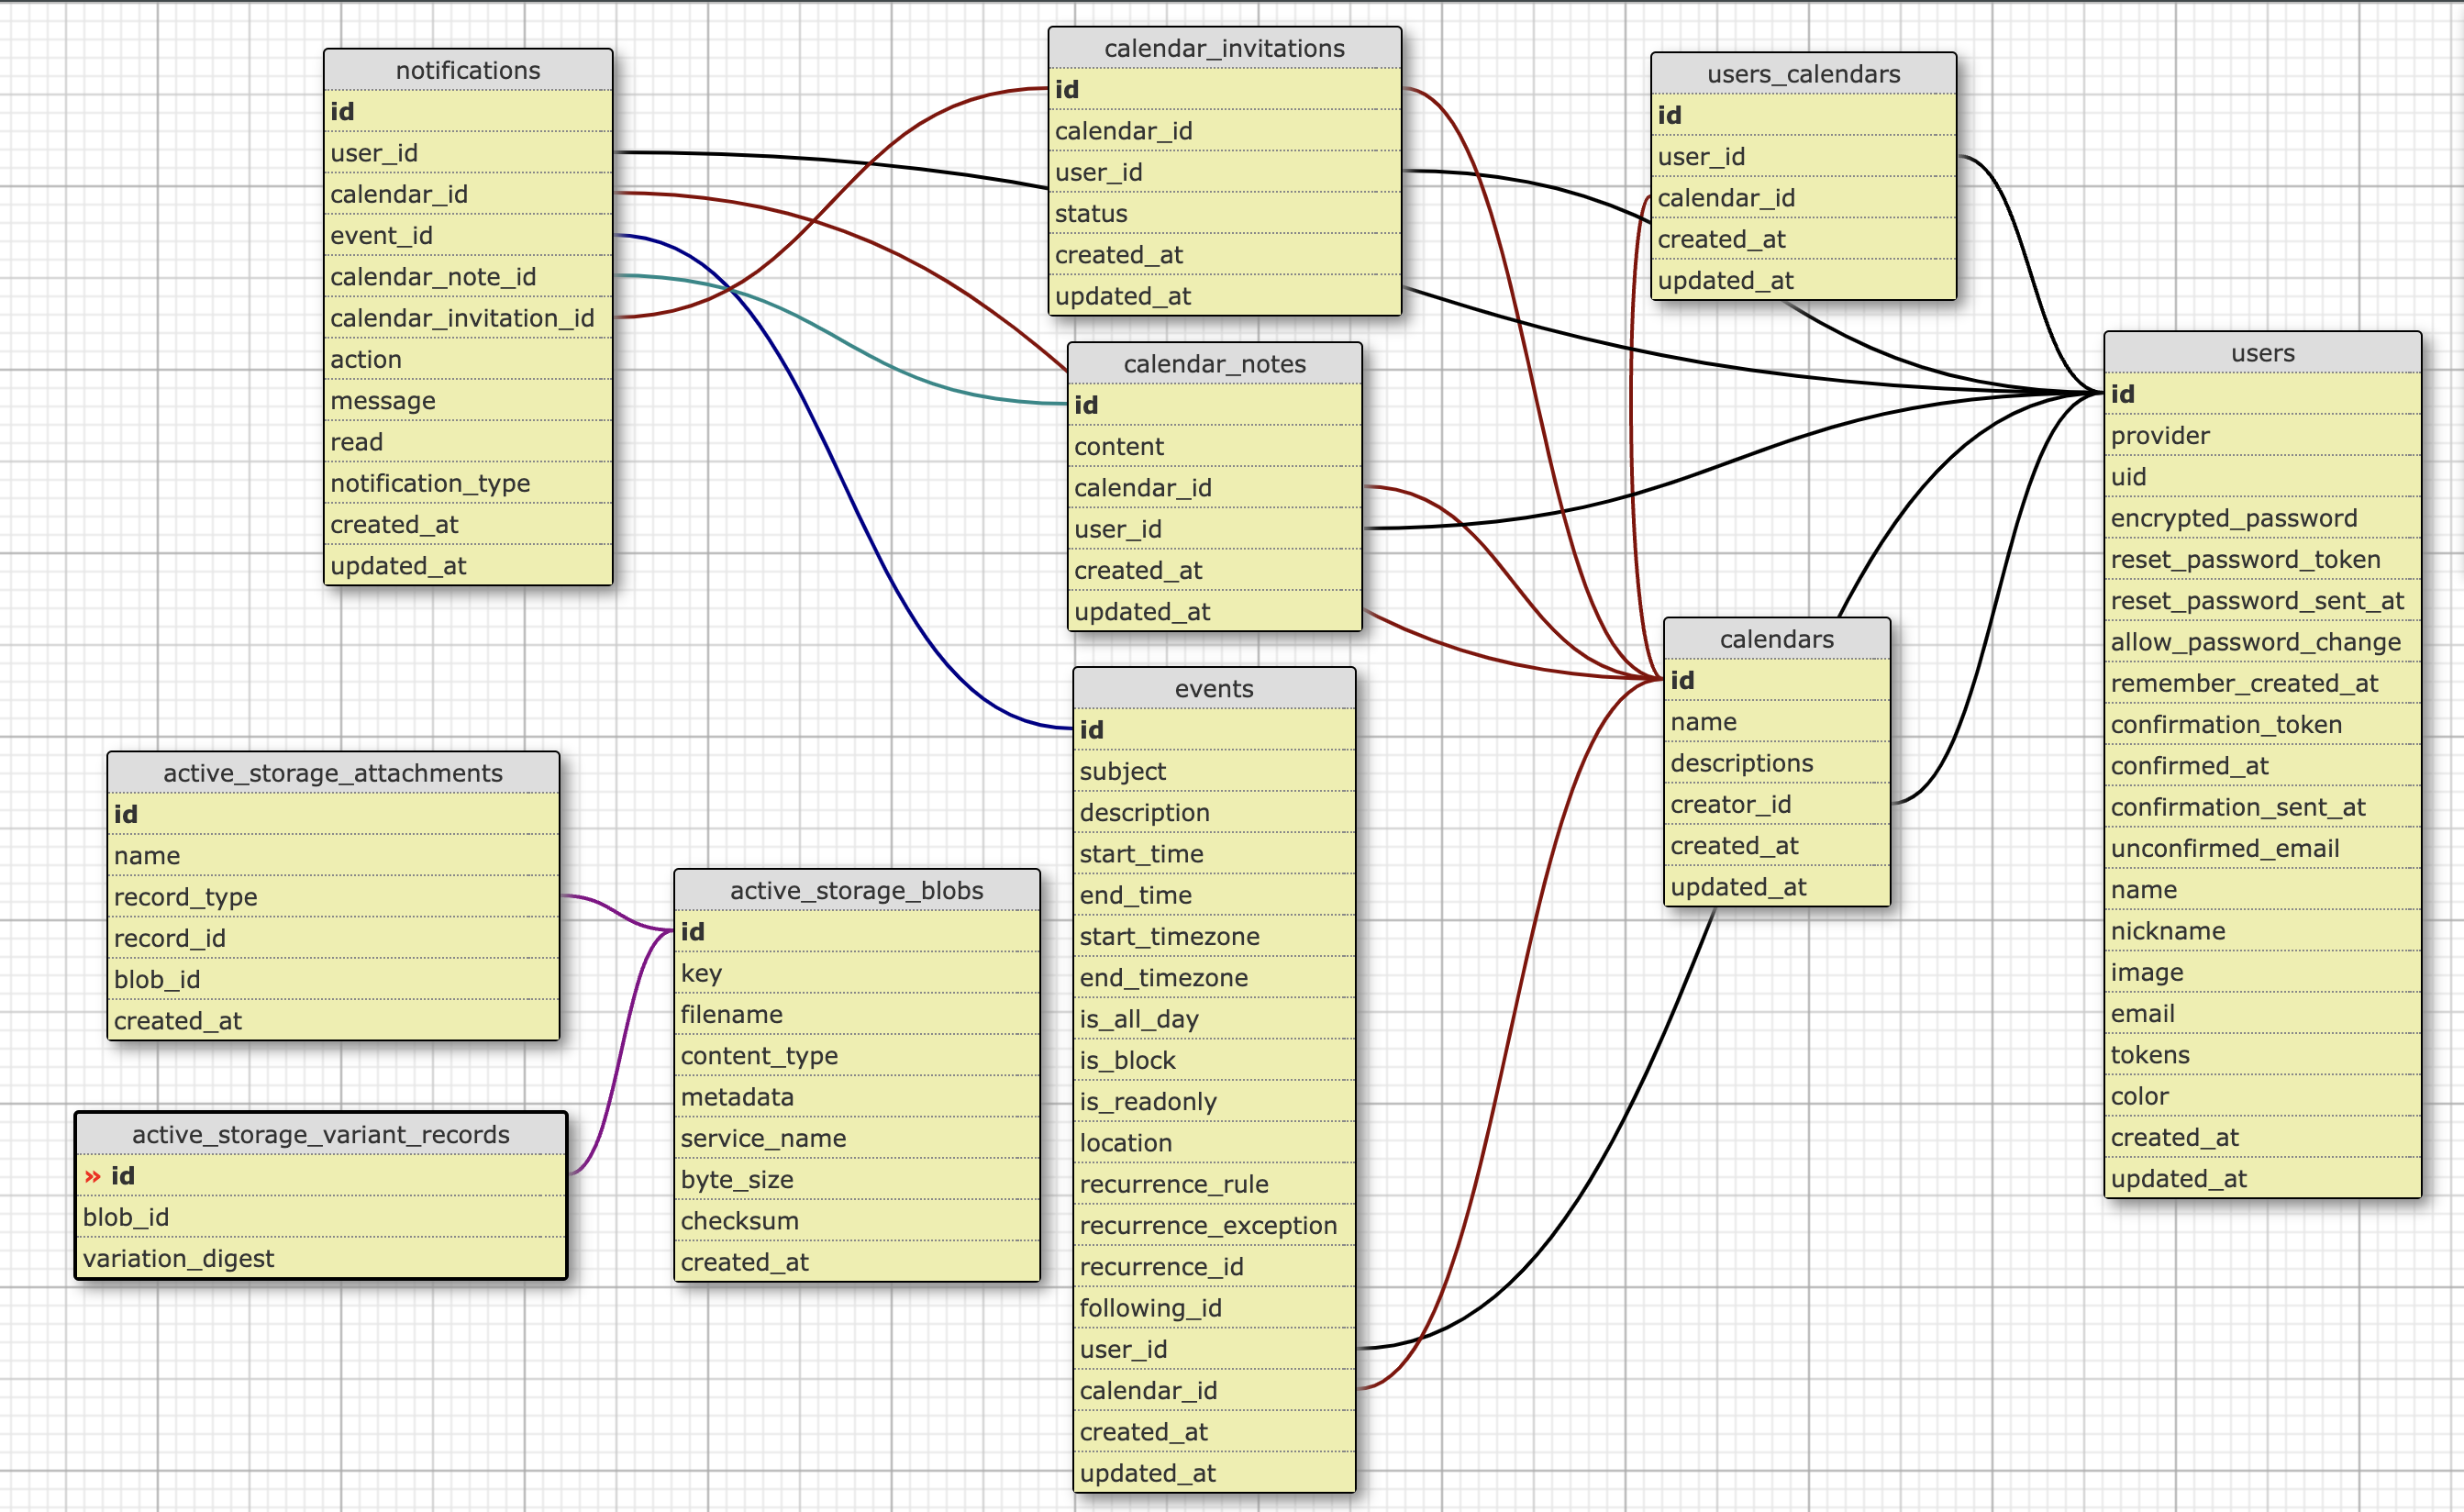 notifications
id
user_id
calendar_id
event_id
calendar_note_id
calendar_invitation_id
action
message
read
notification_type
created_at
updated_at
calendar_invitations
id
calendar_id
user_id
status
created_at
updated_at
users_calendars
id
user_id
calendar_id
created_at
updated_at
calendar_notes
id
content
calendar_id
user_id
created_at
updated_at
users
id
provider
uid
encrypted_password
reset_password_token
reset_password_sent_at
allow_password_change
remember_created_at
confirmation_token
confirmed_at
confirmation_sent_at
unconfirmed_email
name
nickname
image
email
tokens
color
created_at
updated_at
calendars
id
name
descriptions
creator_id
created_at
updated_at
events
id
subject
description
start_time
end_time
start_timezone
end_timezone
is_all_day
is_block
is_readonly
location
recurrence_rule
recurrence_exception
recurrence_id
following_id
user_id
calendar_id
created_at
updated_at
active_storage_attachments
id
name
record_type
record_id
blob_id
created_at
active_storage_blobs
id
key
filename
content_type
metadata
service_name
byte_size
checksum
created_at
active_storage_variant_records
» id
blob_id
variation_digest